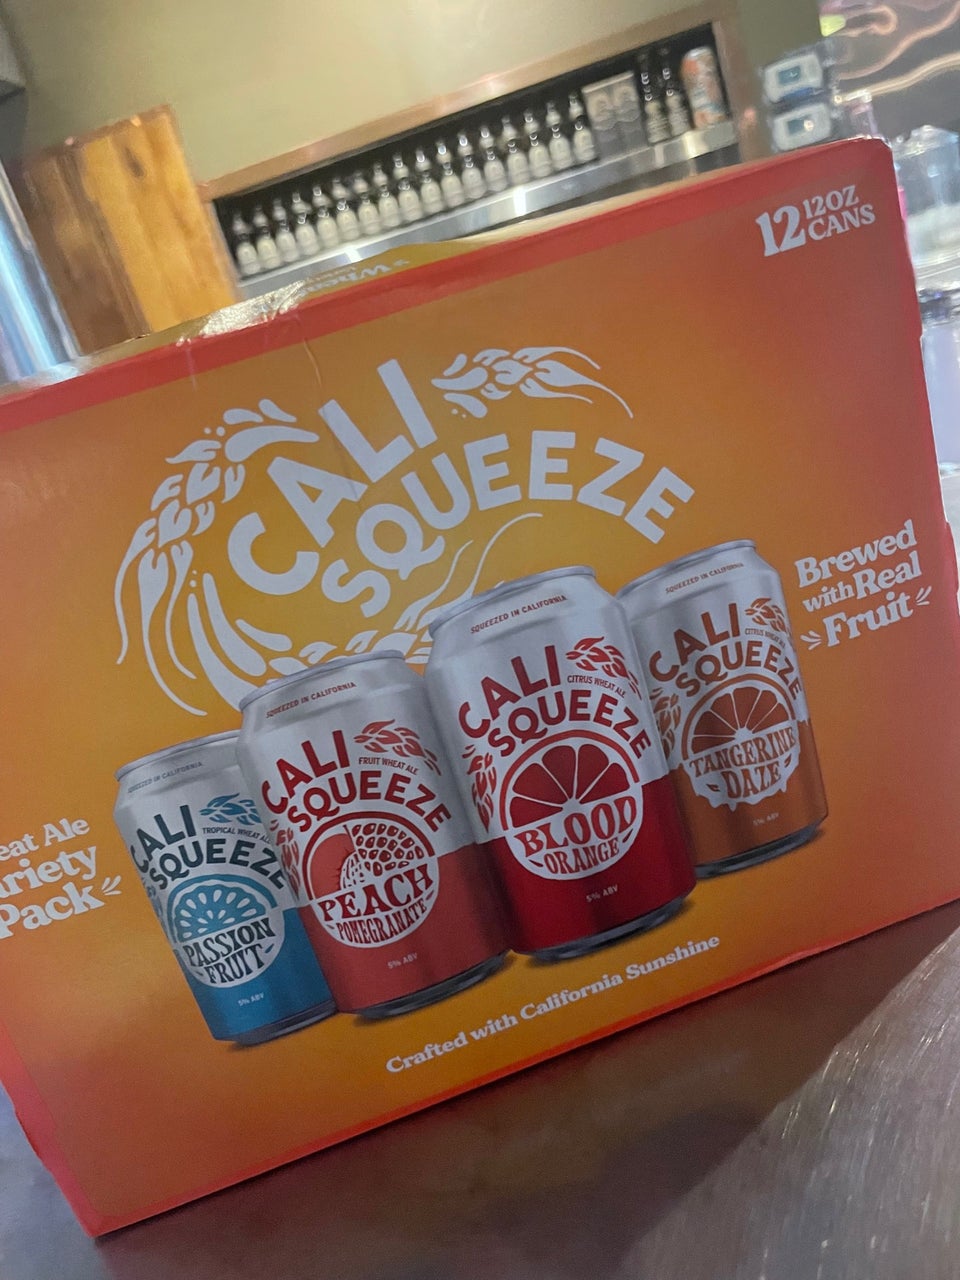 12 12OZ
CANS
CALI
SQUEEZE
Brewed
with Real
Fruit
eat Ale
ariety
Pack
SQUEEZED IN CALIFORNIA
CALI
TROPICAL WHEAT
SQUEEZE
PASSION
FRUIT
5% ABV
SQUEEZED IN CALIFORNIA
CALI
FRUIT WHEAT ALE
SQUEEZE
PEACH
POMEGRANATE
5% ABV
SQUEEZED IN CALIFORNIA
CALI
CITRUS WHEAT ALE
SQUEEZE
BLOOD
ORANGE
5% ABV
SQUEEZED IN CALIFORNIA
CALI
CITRUS WHEAT
SQUEEZE
TANGERINE
DAZE
5% ABV
Crafted with California Sunshine